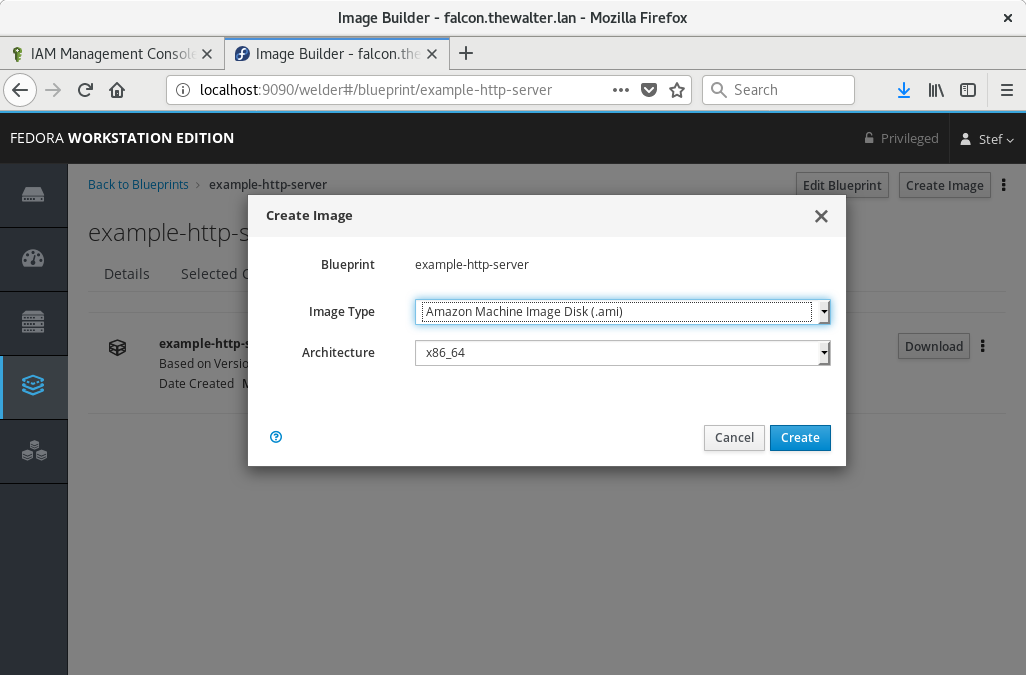 Image Builder - falcon.thewalter.lan - Mozilla Firefox
IAM Management Consol
Image Builder - falcon.the
localhost:9090/welder#/blueprint/example-http-server
Search
FEDORA WORKSTATION EDITION
Privileged
Stef
Back to Blueprints
example-http-server
Edit Blueprint
Create Image
example-http-s
Details
Selected C
example-http-s
Based on Versio
Date Created
Download
Create Image
Blueprint
example-http-server
Image Type
Amazon Machine Image Disk (.ami)
Architecture
x86_64
Cancel
Create